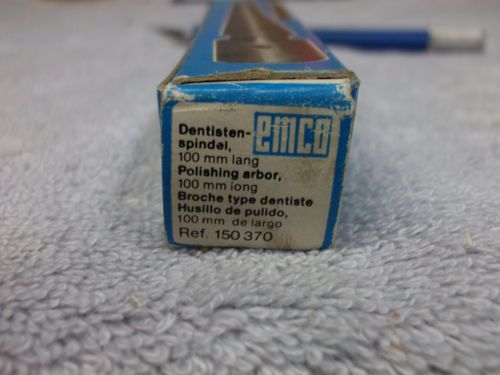 emco
Dentisten-
spindel,
100 mm lang
Polishing arbor,
100 mm long
Broche type dentiste
Husillo de pulido,
100 mm de largo
Ref. 150 370